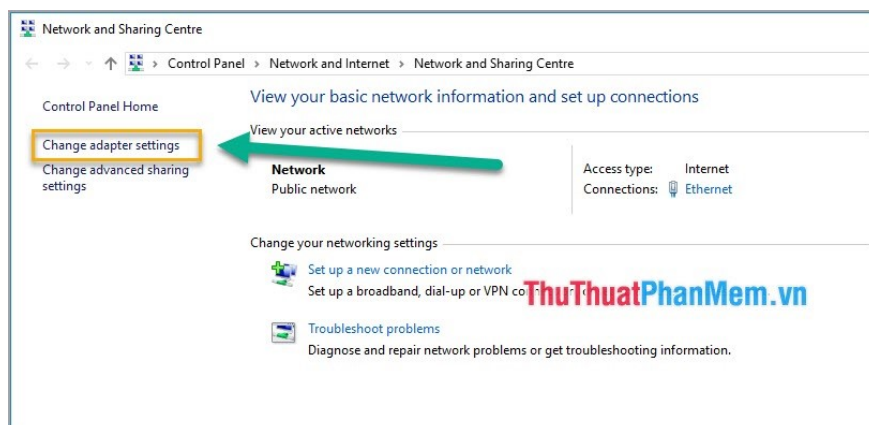 Network and Sharing Centre
Control Panel > Network and Internet > Network and Sharing Centre
Control Panel Home
Change adapter settings
Change advanced sharing
settings
View your basic network information and set up connections
View your active networks
Network
Public network
Access type: Internet
Connections: Ethernet
Change your networking settings
Set up a new connection or network
Set up a broadband, dial-up or VPN
ThuThuatPhanMem.vn
Troubleshoot problems
Diagnose and repair network problems or get troubleshooting information.